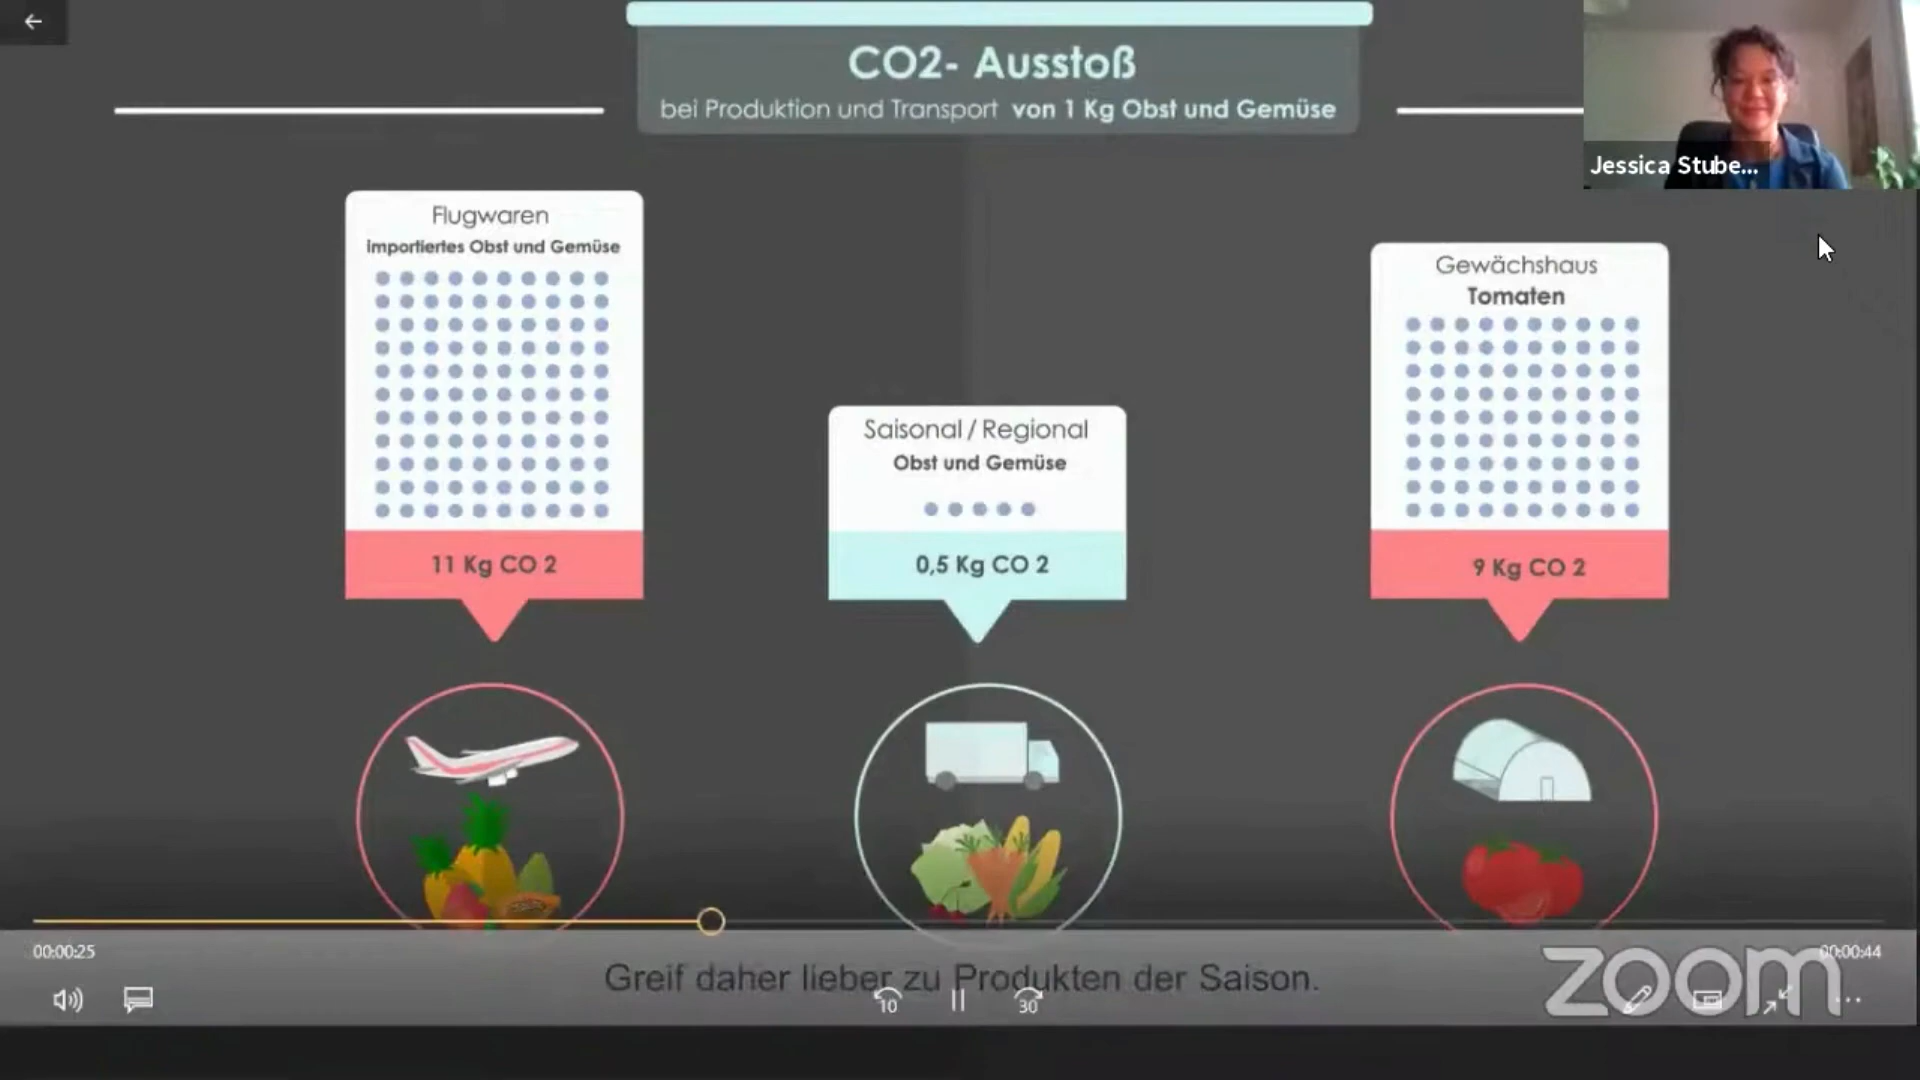 CO2- Ausstoß
bei Produktion und Transport von 1 Kg Obst und Gemüse
Jessica Stube...
Flugwaren
importiertes Obst und Gemüse
11 Kg CO 2
Saisonal / Regional
Obst und Gemüse
0,5 Kg CO 2
Gewächshaus
Tomaten
9 Kg CO 2
00:00:25
00:00:44
Greif daher lieber zu Produkten der Saison.
10
30
zoom